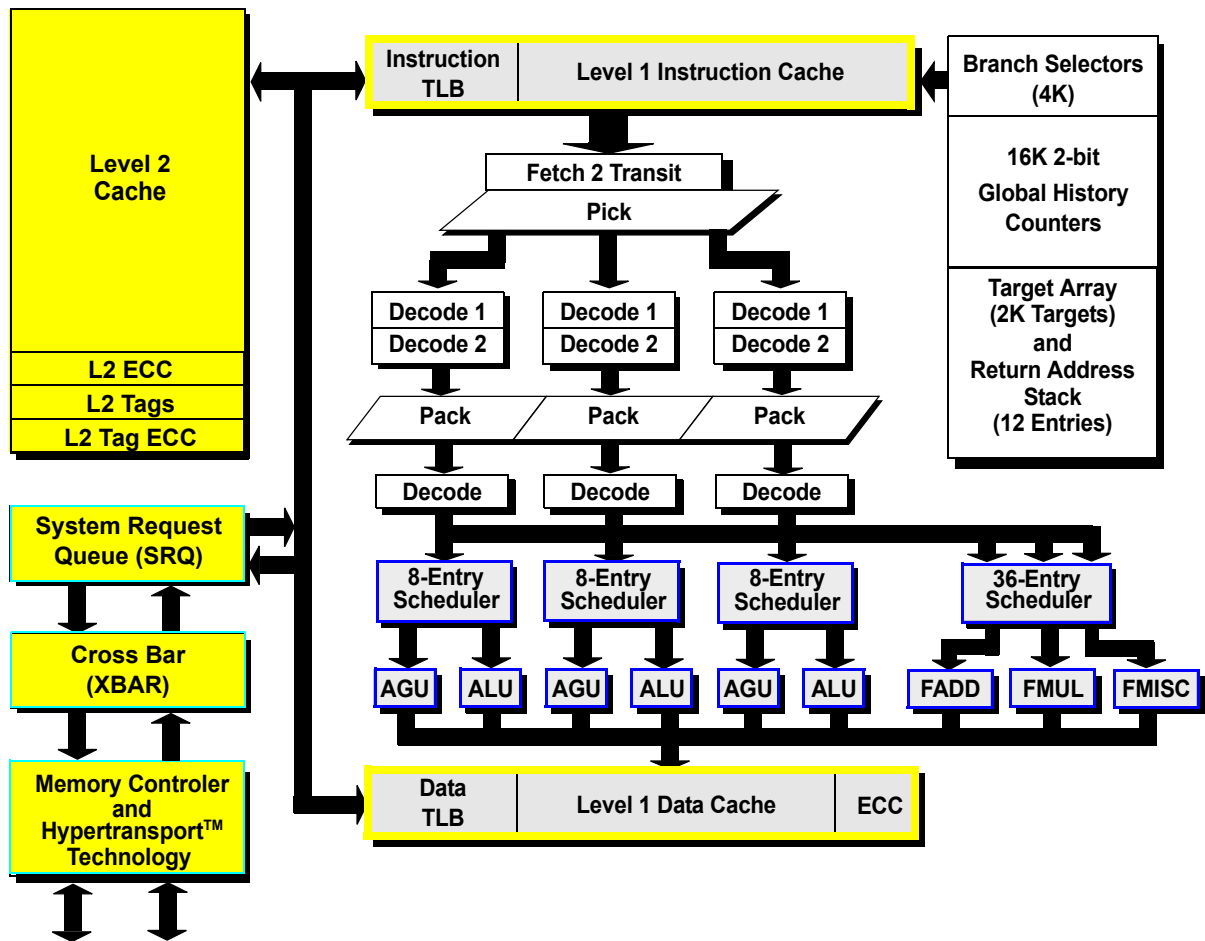 Level 2
Cache
L2 ECC
L2 Tags
L2 Tag ECC
System Request
Queue (SRQ)
Cross Bar
(XBAR)
Memory Controler
and
Hypertransport™
Technology
Instruction
TLB
Level 1 Instruction Cache
Branch Selectors
(4K)
16K 2-bit
Global History
Counters
Target Array
(2K Targets)
and
Return Address
Stack
(12 Entries)
Fetch 2 Transit
Pick
Decode 1
Decode 2
Decode 1
Decode 2
Decode 1
Decode 2
Pack
Pack
Pack
Decode
Decode
Decode
8-Entry
Scheduler
8-Entry
Scheduler
8-Entry
Scheduler
36-Entry
Scheduler
AGU
ALU
AGU
ALU
AGU
ALU
FADD
FMUL
FMISC
Data
TLB
Level 1 Data Cache
ECC